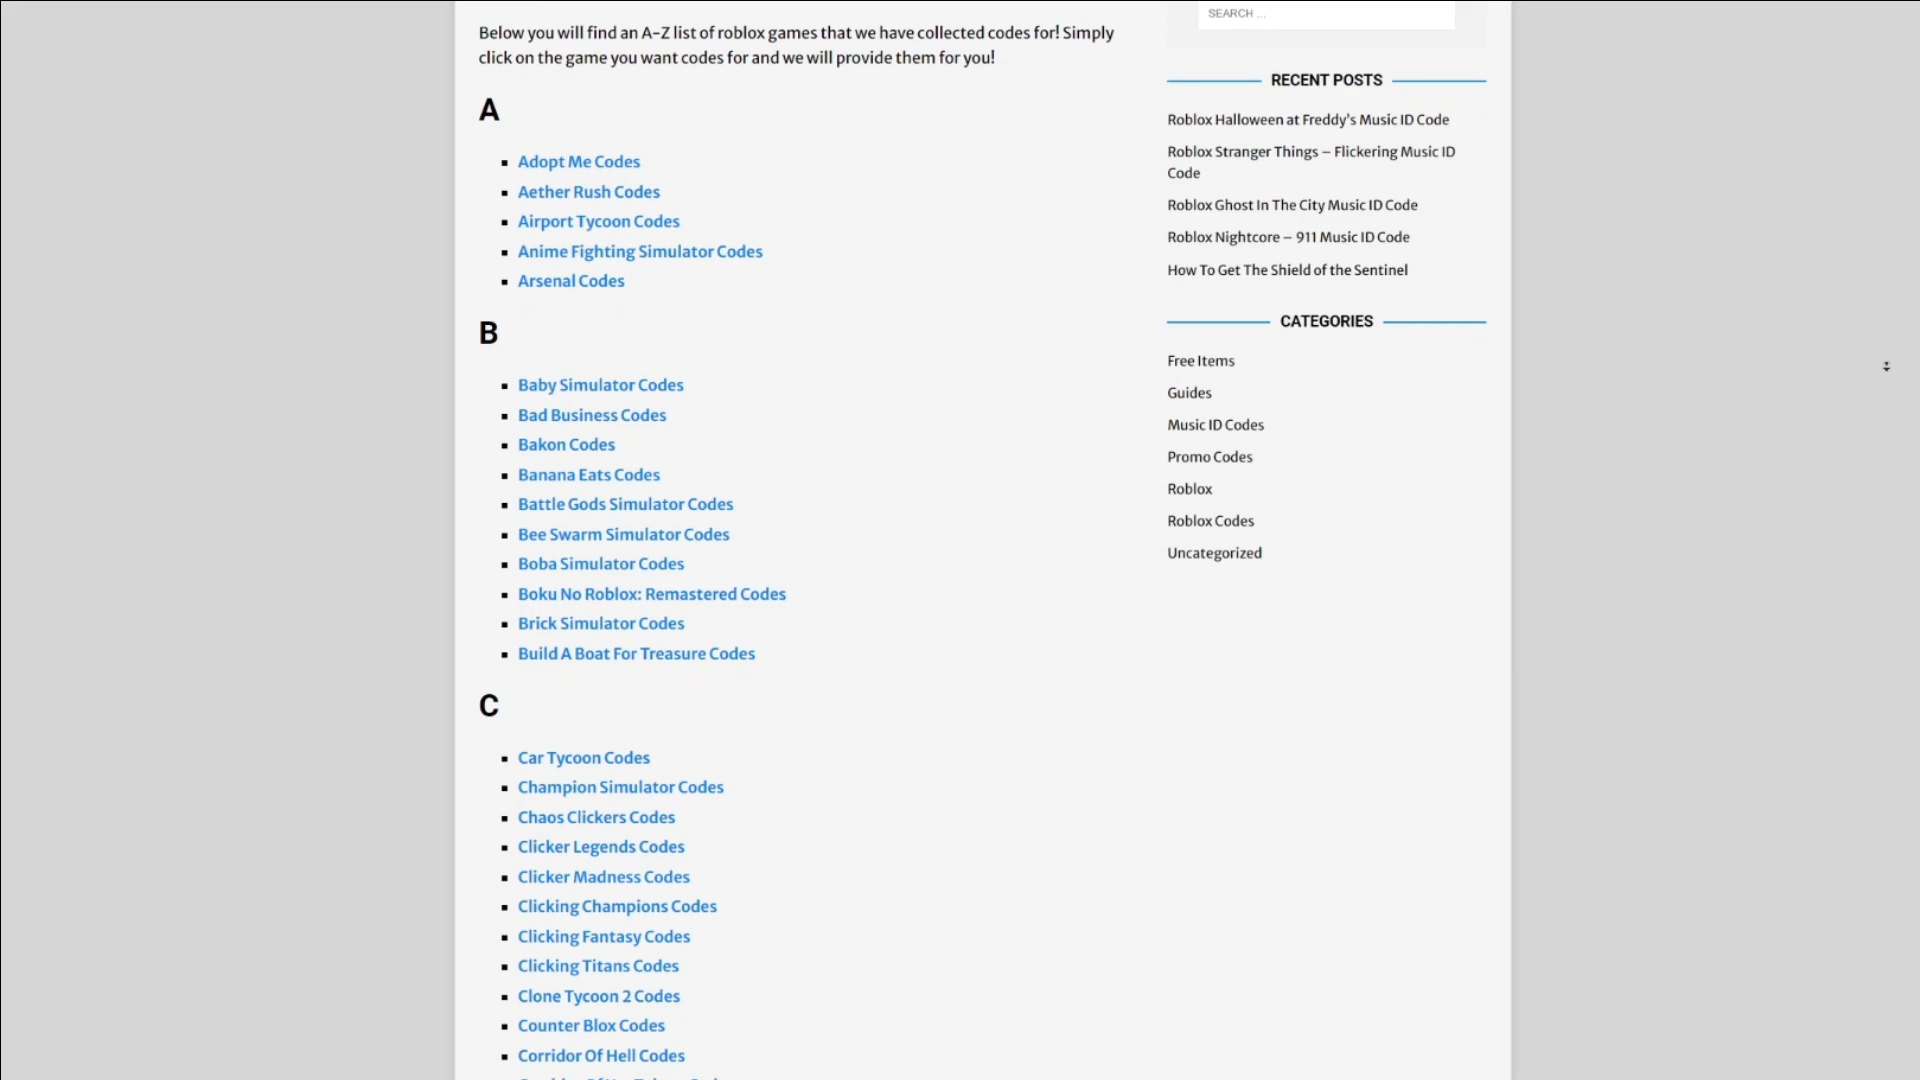 Below you will find an A-Z list of roblox games that we have collected codes for! Simply
click on the game you want codes for and we will provide them for you!
A
Adopt Me Codes
Aether Rush Codes
Airport Tycoon Codes
Anime Fighting Simulator Codes
Arsenal Codes
B
Baby Simulator Codes
Bad Business Codes
Bakon Codes
Banana Eats Codes
Battle Gods Simulator Codes
Bee Swarm Simulator Codes
Boba Simulator Codes
Boku No Roblox: Remastered Codes
Brick Simulator Codes
Build A Boat For Treasure Codes
C
Car Tycoon Codes
Champion Simulator Codes
Chaos Clickers Codes
Clicker Legends Codes
Clicker Madness Codes
Clicking Champions Codes
Clicking Fantasy Codes
Clicking Titans Codes
Clone Tycoon 2 Codes
Counter Blox Codes
Corridor Of Hell Codes
SEARCH ...
RECENT POSTS
Roblox Halloween at Freddy's Music ID Code
Roblox Stranger Things – Flickering Music ID
Code
Roblox Ghost In The City Music ID Code
Roblox Nightcore – 911 Music ID Code
How To Get The Shield of the Sentinel
CATEGORIES
Free Items
Guides
Music ID Codes
Promo Codes
Roblox
Roblox Codes
Uncategorized